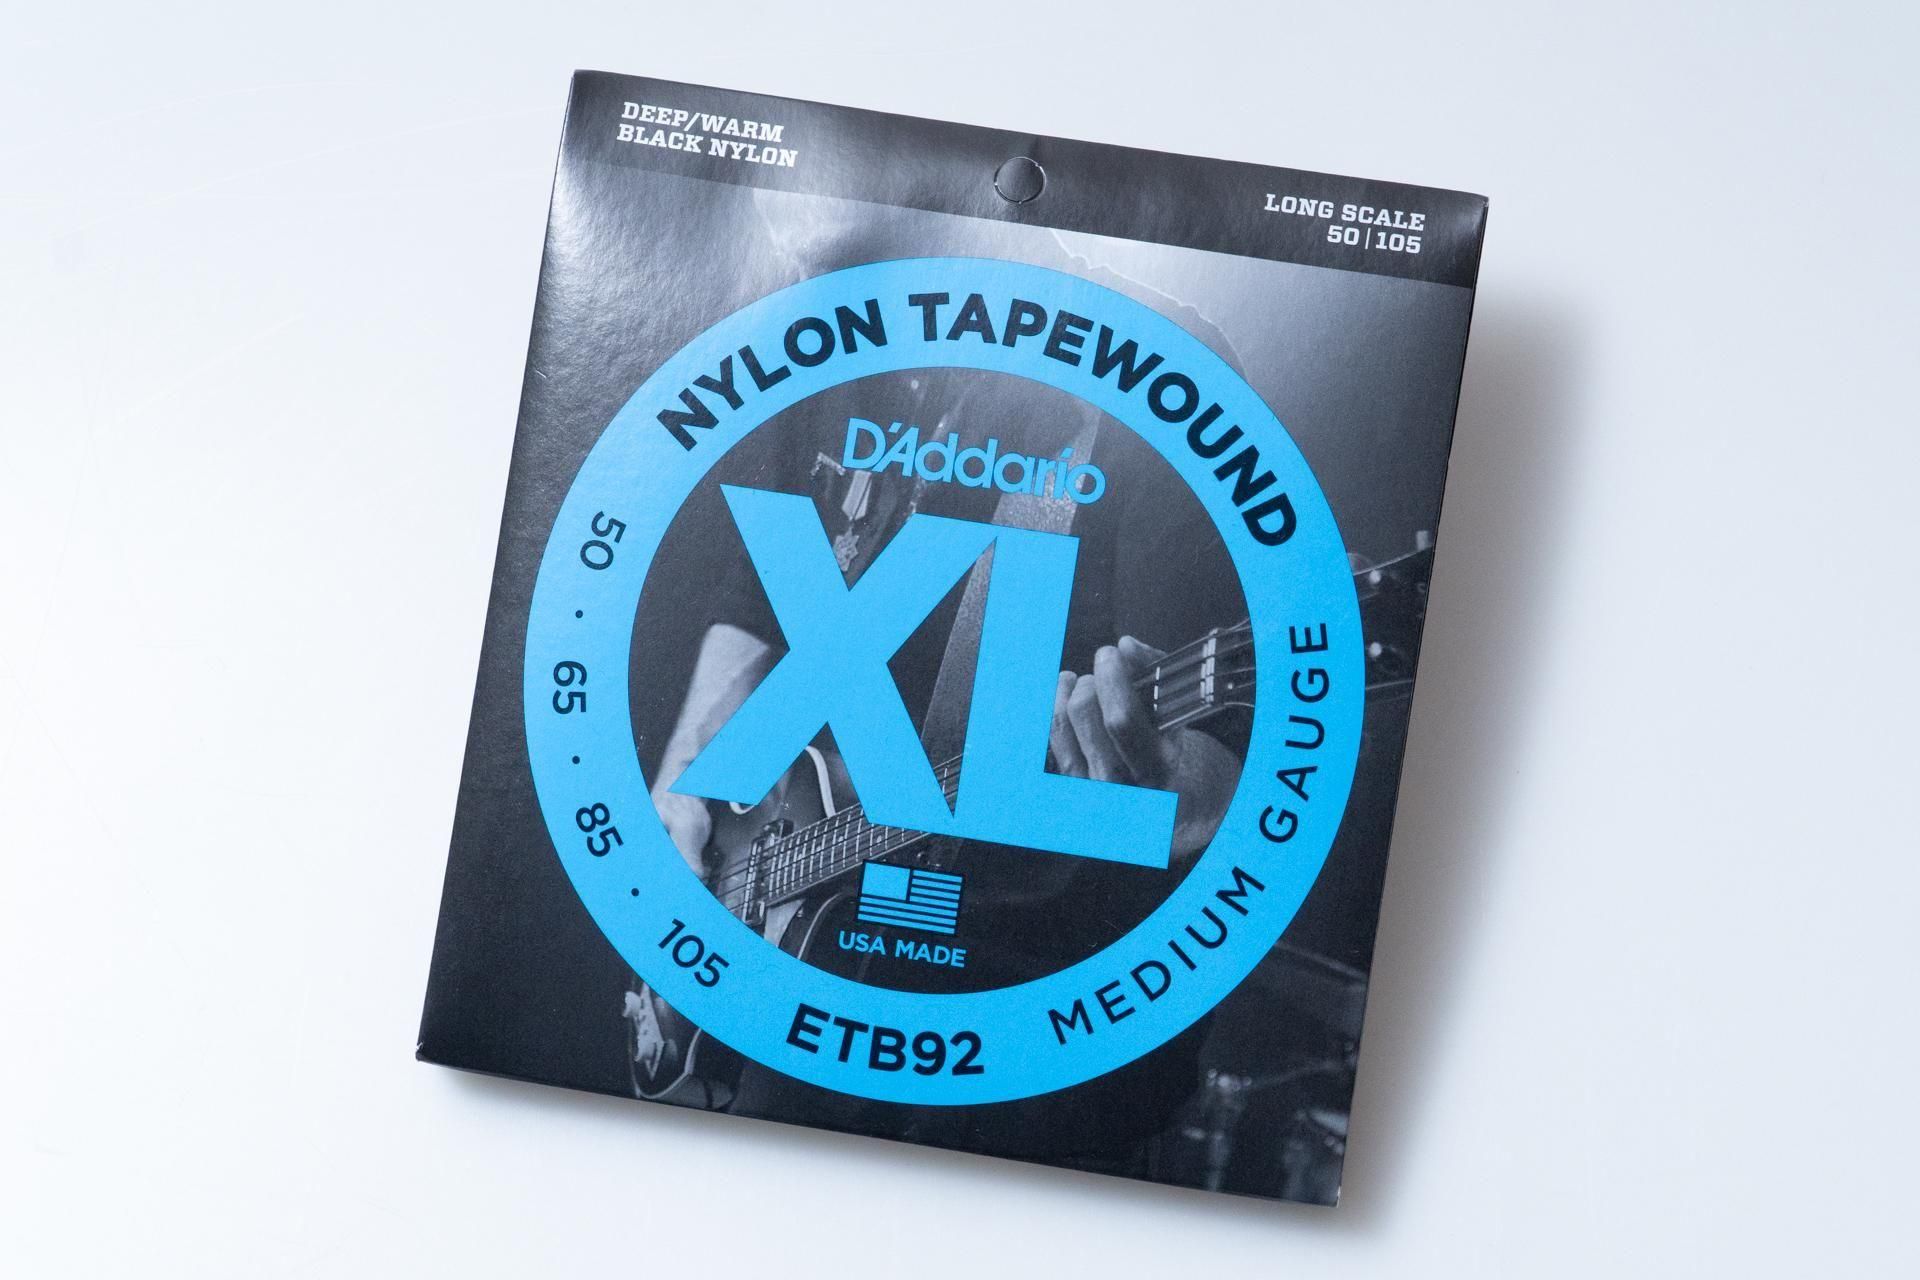 DEEP/WARM
BLACK NYLON
LONG SCALE
50|105
NYLON TAPEWOUND
D'Addario
XL
USA MADE
50 · 65 · 85 · 105
ETB92
MEDIUM GAUGE